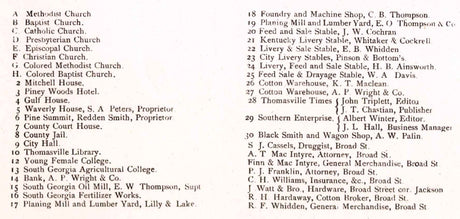 A Methodist Church
B Baptist Church.
C Catholic Church.
D Presbyterian Church
E Episcopal Church.
F Christian Church.
G Colored Methodist Church.
H. Colored Baptist Church.
2 Mitchell House.
3 Piney Woods Hotel.
4 Gulf House.
5 Waverly House, S. A Peters, Proprietor
6 Pine Summit, Redden Smith, Proprietor
7 County Court House.
8 County Jail.
9 City Hall.
10 Thomasville Library.
12 Young Female College.
13 South Georgia Agricultural College.
14 Bank, A. P. Wright & Co.
15 South Georgia Oil Mill, E. W Thompson, Supt
16 South Georgia Fertilizer Works.
17 Planing Mill and Lumber Yard, Lilly & Lake.
18 Foundry and Machine Shop, C. B. Thompson.
19 Planing Mill and Lumber Yard, E. O Thompson & Co
20 Feed and Sale Stable, J. W. Cochran
21 Kentucky Livery Stable, Whitaker & Cockrell
22 Livery & Sale Stable, E. B. Whidden
23 City Livery Stables, Pinson & Bottom's.
24 Livery, Feed and Sale Stable, H. B. Ainsworth.
25 Feed Sale & Drayage Stable, W. A Davis.
26 Cotton Warehouse, K. T. Maclean.
27 Cotton Warehouse, A. P. Wright & Co.
28 Thomasville Times { John Triplett, Editor
{ J. T. Chastian, Publisher
29 Southern Enterprise. { Albert Winter, Editor.
{ J. L Hall, Business Manager
30 Black Smith and Wagon Shop, A. W. Palin
S J. Cassels, Druggist, Broad St
A. T Mac Intyre, Attorney, Broad St.
Finn & Mac Intyre, General Merchandise, Broad St
P. J. Franklin, Attorney, Broad St.
C. H. Williams, Insurance, &c., Broad St
J Watt & Bro., Hardware, Broad Street cor. Jackson
R. H. Hardaway, Cotton Broker, Broad St.
R. F. Whidden, General Merchandise, Broad St